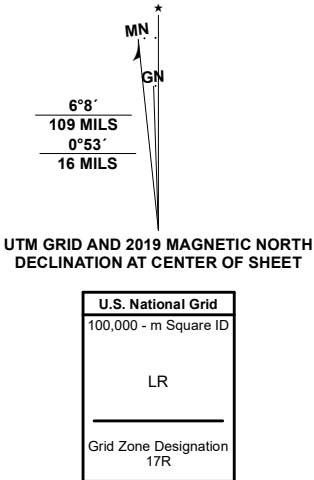 MN
GN
6°8´
109 MILS
0°53´
16 MILS
UTM GRID AND 2019 MAGNETIC NORTH
DECLINATION AT CENTER OF SHEET
U.S. National Grid
100,000 - m Square ID
LR
Grid Zone Designation
17R